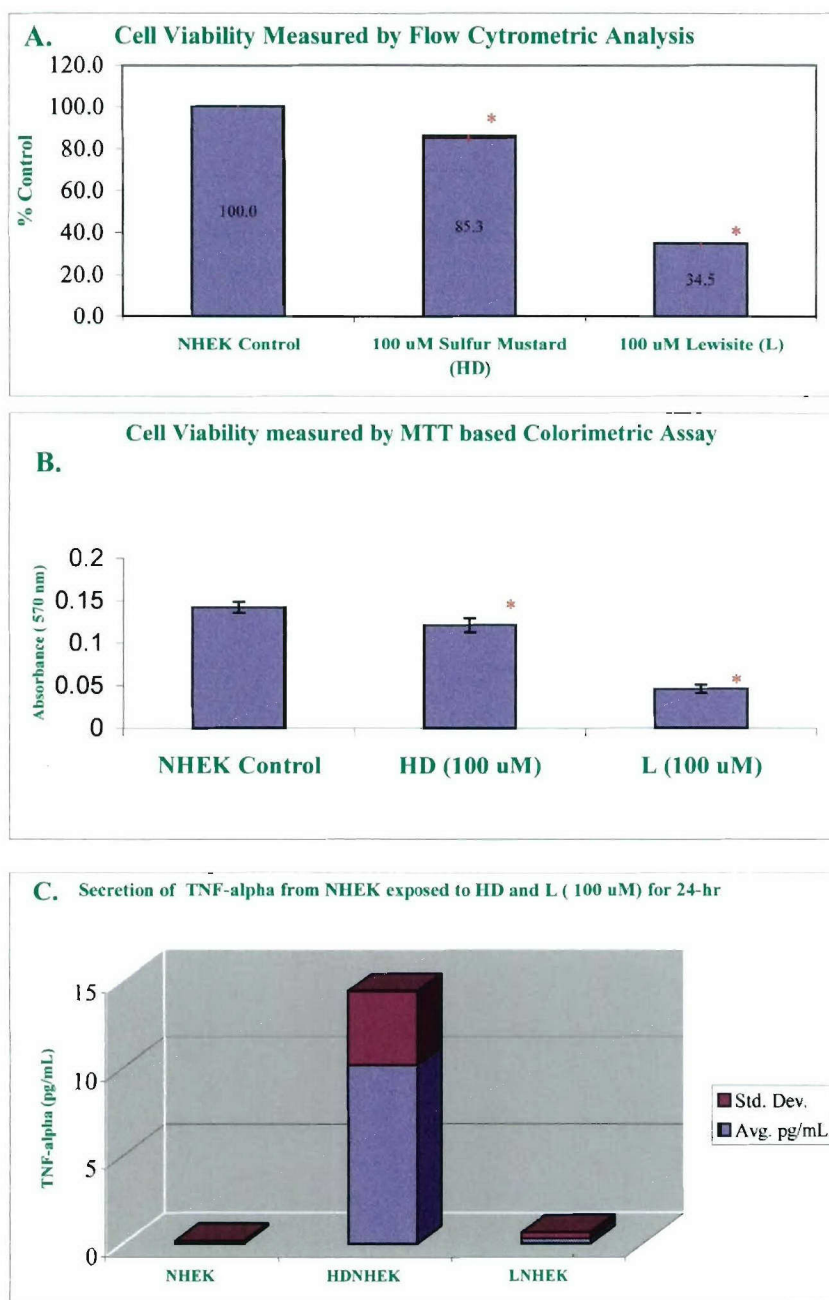 A. Cell Viability Measured by Flow Cytrometric Analysis
120.0
100.0
80.0
60.0
40.0
20.0
0.0
% Control
100.0
*
85.3
*
34.5
NHEK Control
100 uM Sulfur Mustard
(HD)
100 uM Lewisite (L)
Cell Viability measured by MTT based Colorimetric Assay
B.
0.2
0.15
0.1
0.05
0
Absorbance ( 570 nm)
*
*
NHEK Control
HD (100 uM)
L (100 uM)
C. Secretion of TNF-alpha from NHEK exposed to HD and L ( 100 uM) for 24-hr
15
10
5
0
TNF-alpha (pg/mL)
NHEK
HDNHEK
LNHEK
Std. Dev.
Avg. pg/mL